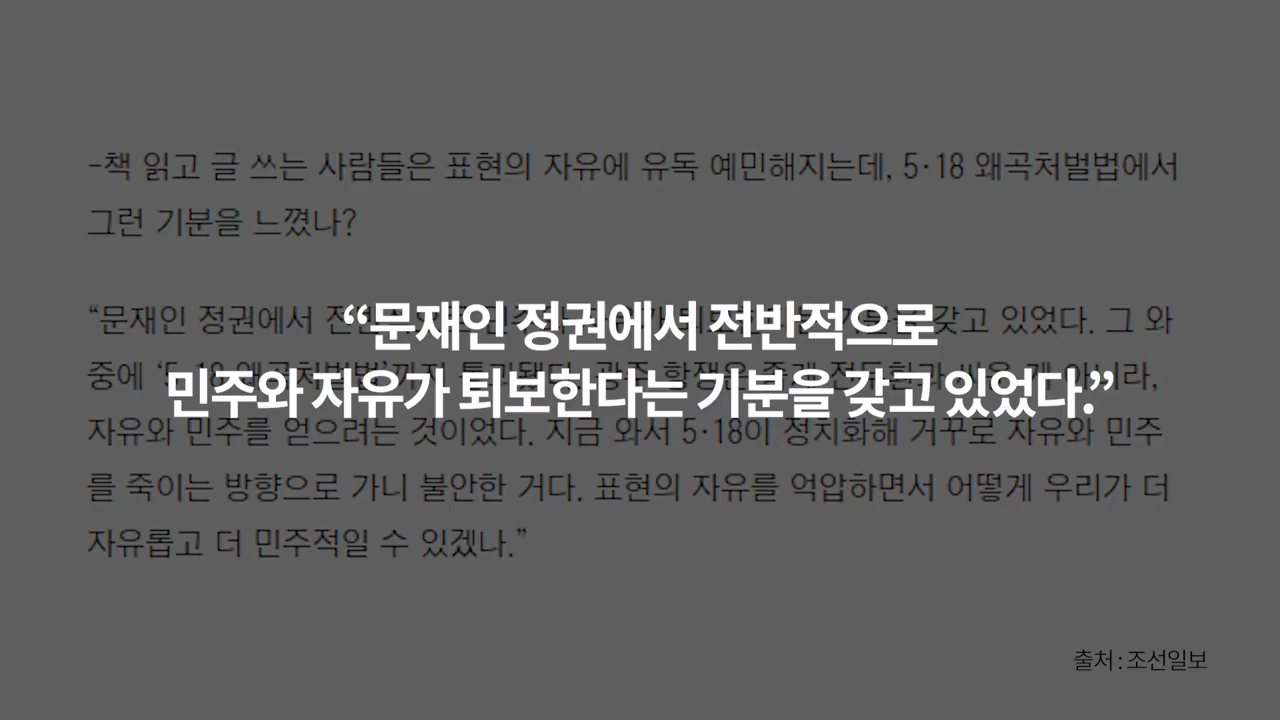 -책 읽고 글 쓰는 사람들은 표현의 자유에 유독 예민해지는데, 5·18 왜곡처벌법에서
그런 기분을 느꼈나?
“문재인 정권에서 갖고 있었다. 그 와
“문재인 정권에서 전반적으로
중에
민주와 자유가 퇴보한다는 기분을 갖고 있었다.”
자유와 민주를 얻으려는 것이었다. 지금 와서 5·18이 정치화해 거꾸로 자유와 민주
를 죽이는 방향으로 가니 불안한 거다. 표현의 자유를 억압하면서 어떻게 우리가 더
자유롭고 더 민주적일 수 있겠나.”
출처 : 조선일보